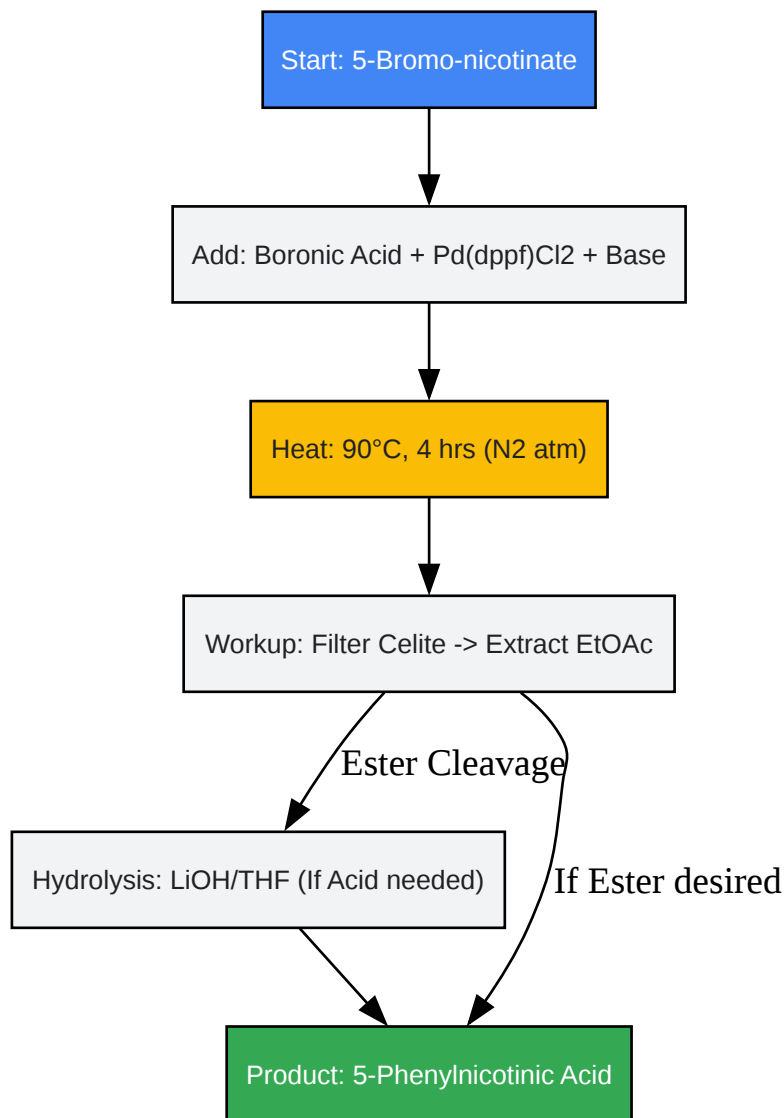 Start: 5-Bromo-nicotinate
Add: Boronic Acid + Pd(dppf)Cl2 + Base
Heat: 90°C, 4 hrs (N2 atm)
Workup: Filter Celite -> Extract EtOAc
Ester Cleavage
Hydrolysis: LiOH/THF (If Acid needed)
If Ester desired
Product: 5-Phenylnicotinic Acid